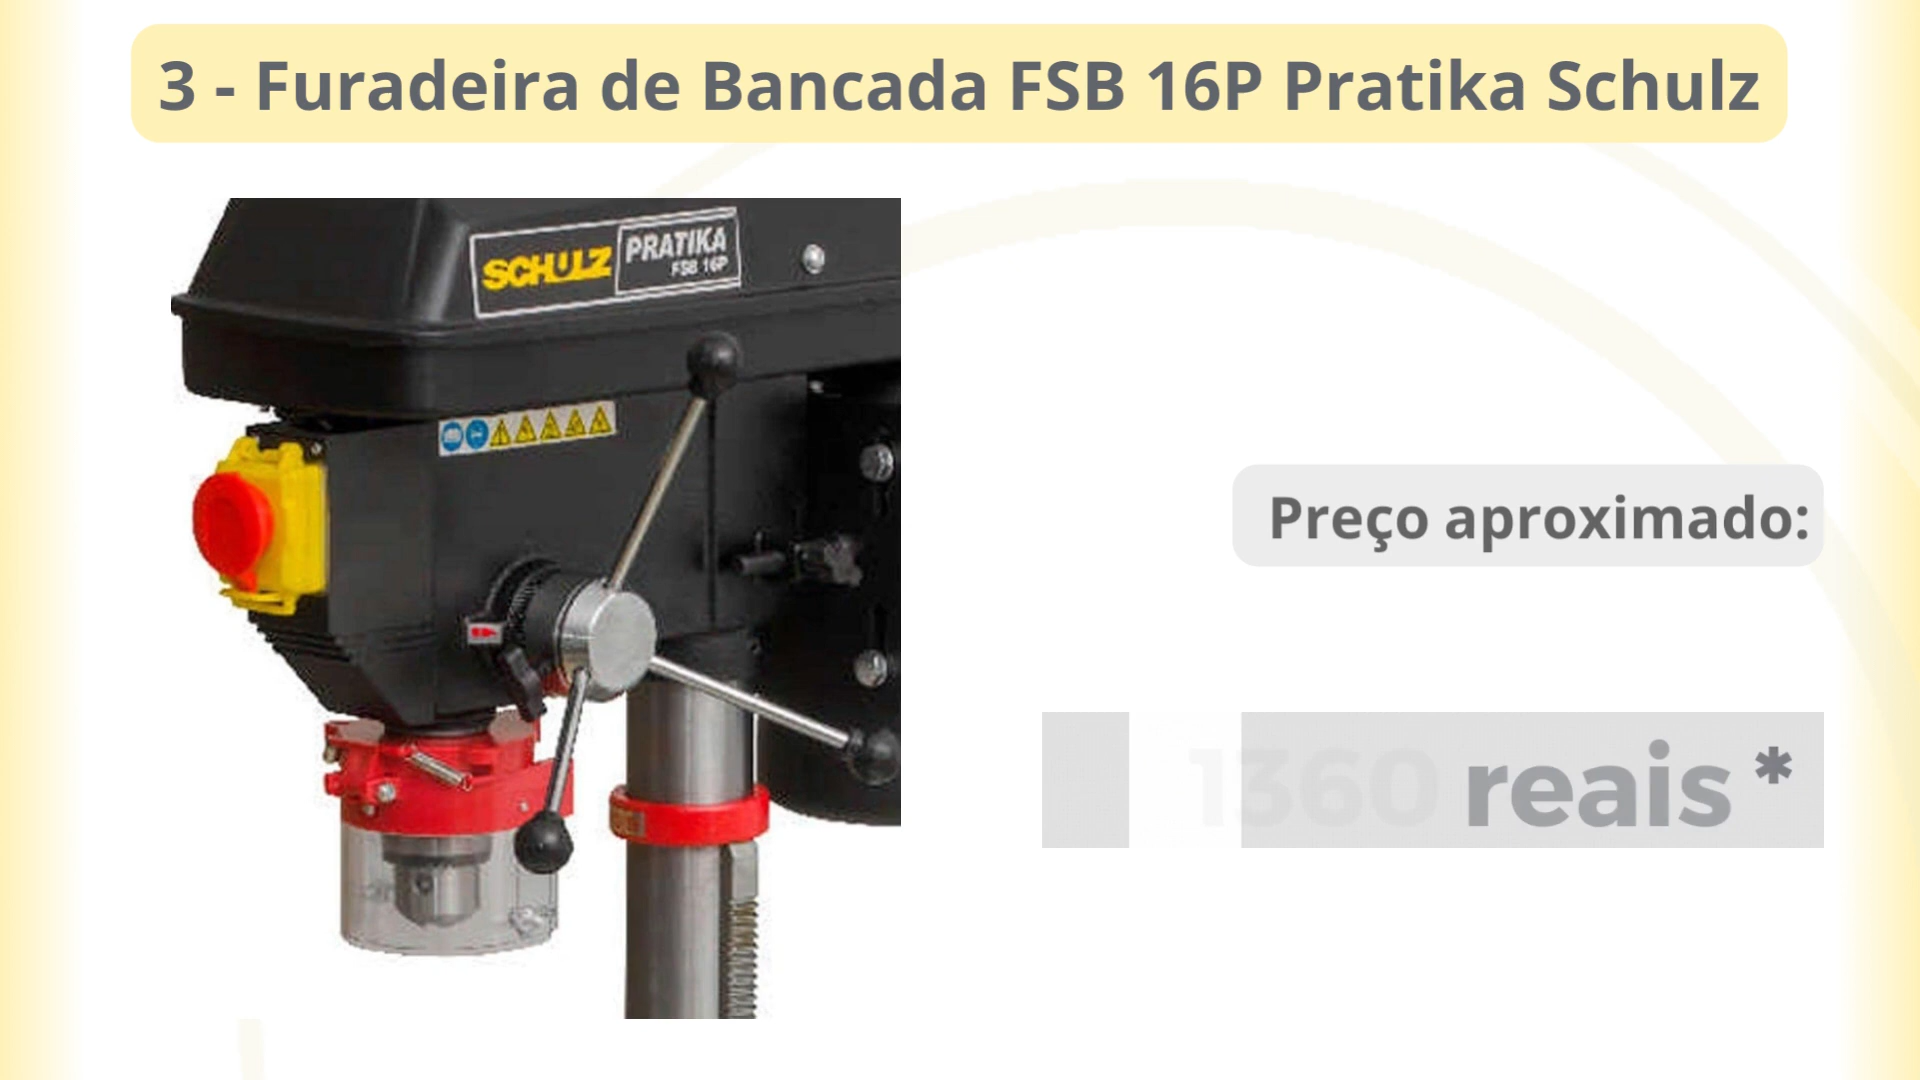 3 - Furadeira de Bancada FSB 16P Pratika Schulz
SCHULZ
PRATIKA
FSB 16P
Preço aproximado:
1360 reais *